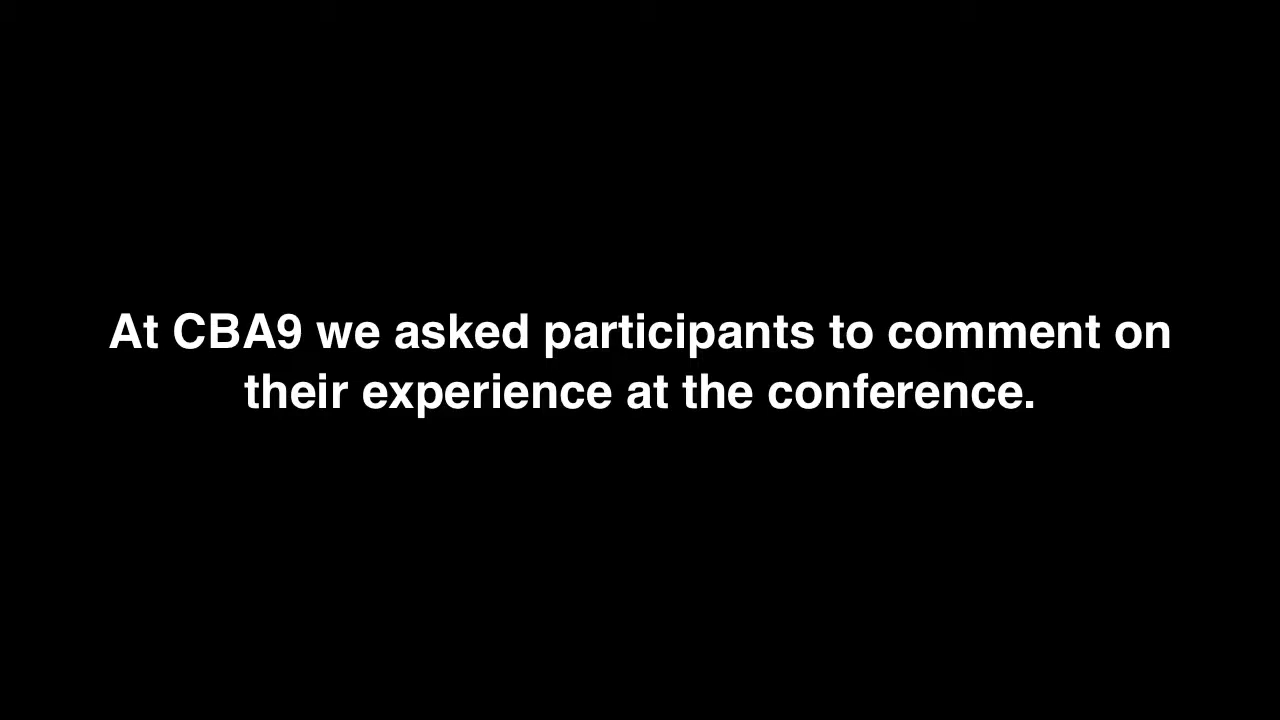 At CBA9 we asked participants to comment on
their experience at the conference.